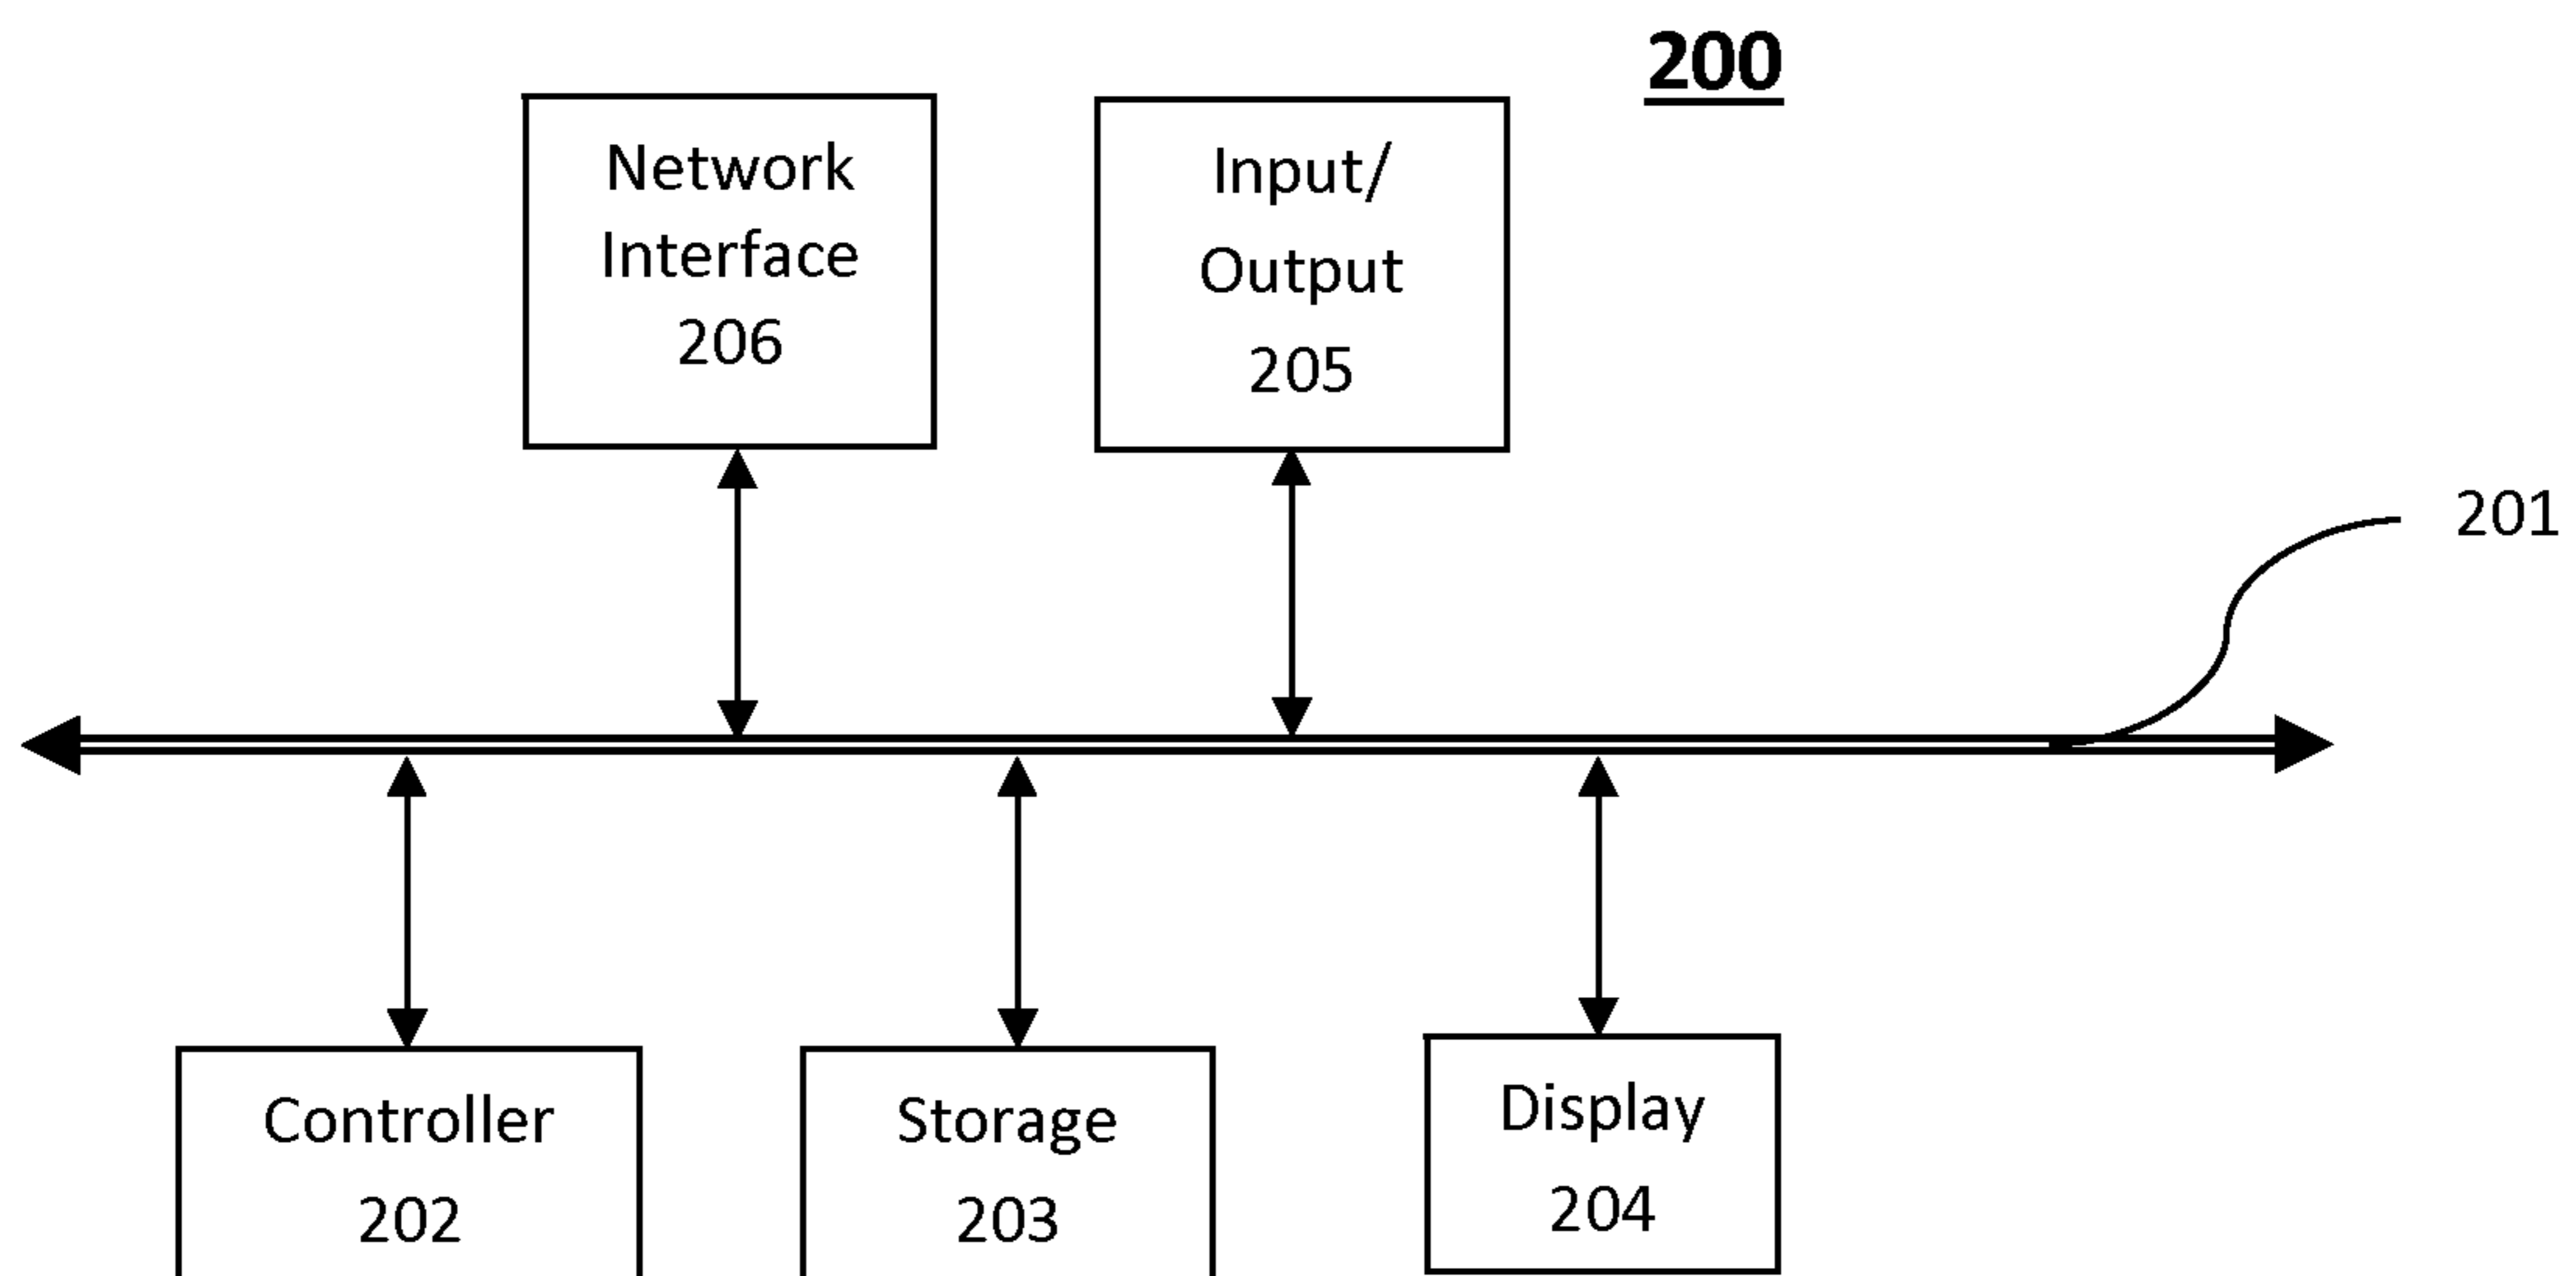 200
Network
Interface
206
Input/
Output
205
201
Controller
202
Storage
203
Display
204